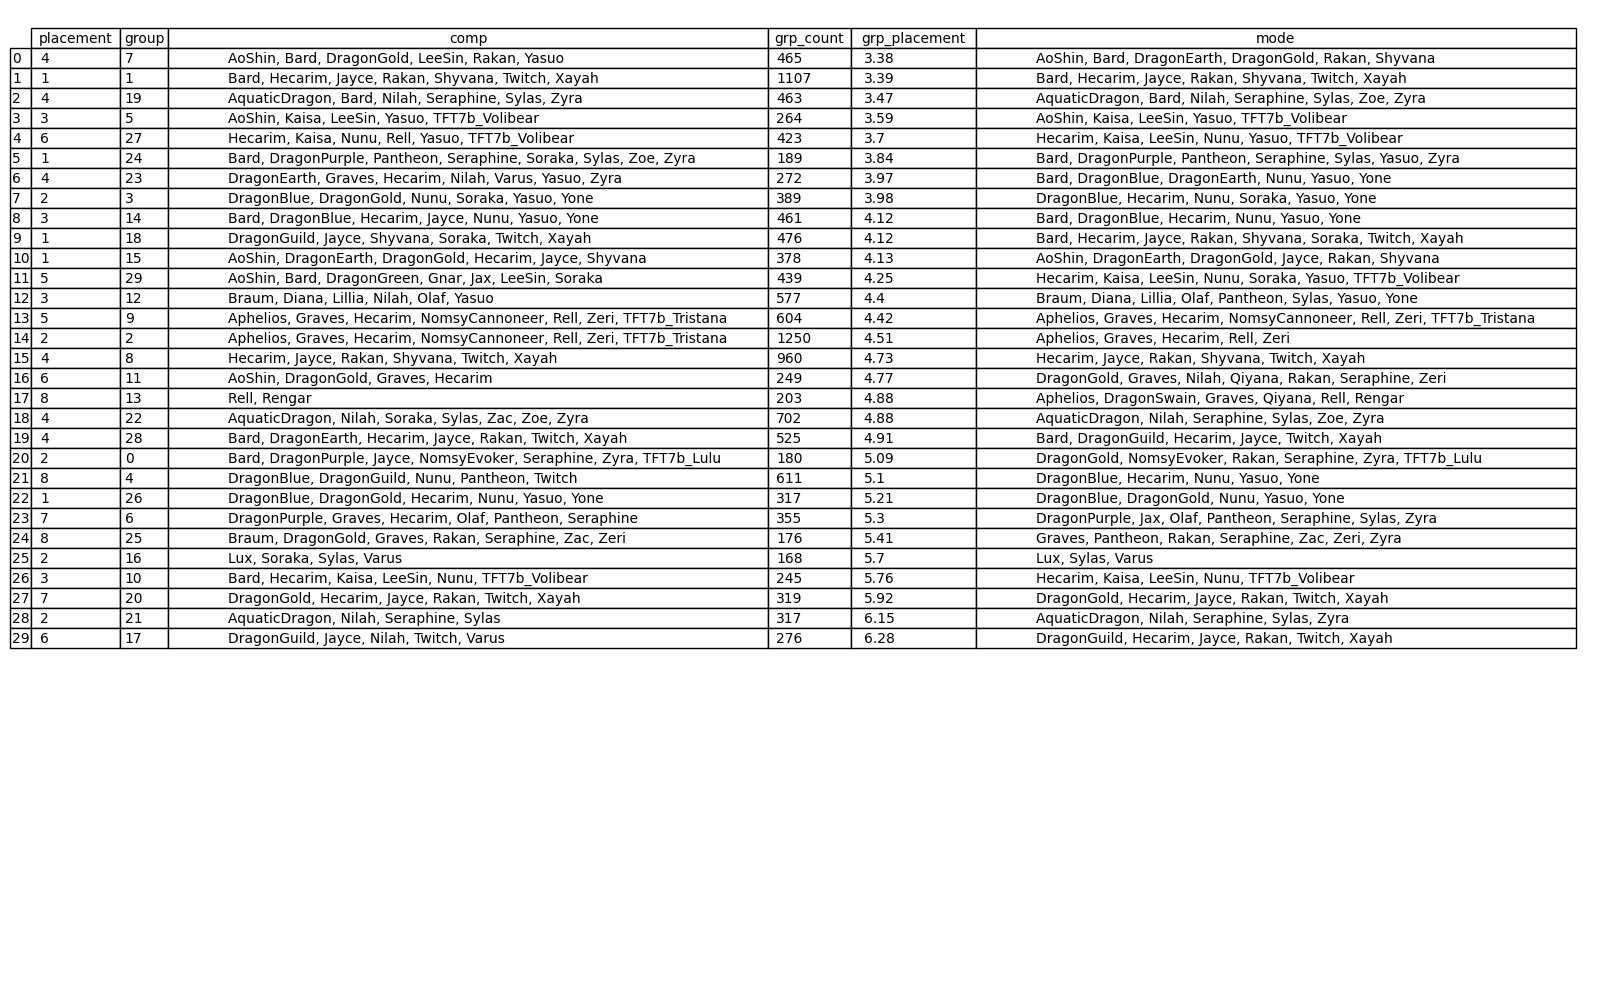 placement group comp grp_count grp_placement mode
0 4 7 AoShin, Bard, DragonGold, LeeSin, Rakan, Yasuo 465 3.38 AoShin, Bard, DragonEarth, DragonGold, Rakan, Shyvana
1 1 1 Bard, Hecarim, Jayce, Rakan, Shyvana, Twitch, Xayah 1107 3.39 Bard, Hecarim, Jayce, Rakan, Shyvana, Twitch, Xayah
2 4 19 AquaticDragon, Bard, Nilah, Seraphine, Sylas, Zyra 463 3.47 AquaticDragon, Bard, Nilah, Seraphine, Sylas, Zoe, Zyra
3 3 5 AoShin, Kaisa, LeeSin, Yasuo, TFT7b_Volibear 264 3.59 AoShin, Kaisa, LeeSin, Yasuo, TFT7b_Volibear
4 6 27 Hecarim, Kaisa, Nunu, Rell, Yasuo, TFT7b_Volibear 423 3.7 Hecarim, Kaisa, LeeSin, Nunu, Yasuo, TFT7b_Volibear
5 1 24 Bard, DragonPurple, Pantheon, Seraphine, Soraka, Sylas, Zoe, Zyra 189 3.84 Bard, DragonPurple, Pantheon, Seraphine, Sylas, Yasuo, Zyra
6 4 23 DragonEarth, Graves, Hecarim, Nilah, Varus, Yasuo, Zyra 272 3.97 Bard, DragonBlue, DragonEarth, Nunu, Yasuo, Yone
7 2 3 DragonBlue, DragonGold, Nunu, Soraka, Yasuo, Yone 389 3.98 DragonBlue, Hecarim, Nunu, Soraka, Yasuo, Yone
8 3 14 Bard, DragonBlue, Hecarim, Jayce, Nunu, Yasuo, Yone 461 4.12 Bard, DragonBlue, Hecarim, Nunu, Yasuo, Yone
9 1 18 DragonGuild, Jayce, Shyvana, Soraka, Twitch, Xayah 476 4.12 Bard, Hecarim, Jayce, Rakan, Shyvana, Soraka, Twitch, Xayah
10 1 15 AoShin, DragonEarth, DragonGold, Hecarim, Jayce, Shyvana 378 4.13 AoShin, DragonEarth, DragonGold, Jayce, Rakan, Shyvana
11 5 29 AoShin, Bard, DragonGreen, Gnar, Jax, LeeSin, Soraka 439 4.25 Hecarim, Kaisa, LeeSin, Nunu, Soraka, Yasuo, TFT7b_Volibear
12 3 12 Braum, Diana, Lillia, Nilah, Olaf, Yasuo 577 4.4 Braum, Diana, Lillia, Olaf, Pantheon, Sylas, Yasuo, Yone
13 5 9 Aphelios, Graves, Hecarim, NomsyCannoneer, Rell, Zeri, TFT7b_Tristana 604 4.42 Aphelios, Graves, Hecarim, NomsyCannoneer, Rell, Zeri, TFT7b_Tristana
14 2 2 Aphelios, Graves, Hecarim, NomsyCannoneer, Rell, Zeri, TFT7b_Tristana 1250 4.51 Aphelios, Graves, Hecarim, Rell, Zeri
15 4 8 Hecarim, Jayce, Rakan, Shyvana, Twitch, Xayah 960 4.73 Hecarim, Jayce, Rakan, Shyvana, Twitch, Xayah
16 6 11 AoShin, DragonGold, Graves, Hecarim 249 4.77 DragonGold, Graves, Nilah, Qiyana, Rakan, Seraphine, Zeri
17 8 13 Rell, Rengar 203 4.88 Aphelios, DragonSwain, Graves, Qiyana, Rell, Rengar
18 4 22 AquaticDragon, Nilah, Soraka, Sylas, Zac, Zoe, Zyra 702 4.88 AquaticDragon, Nilah, Seraphine, Sylas, Zoe, Zyra
19 4 28 Bard, DragonEarth, Hecarim, Jayce, Rakan, Twitch, Xayah 525 4.91 Bard, DragonGuild, Hecarim, Jayce, Twitch, Xayah
20 2 0 Bard, DragonPurple, Jayce, NomsyEvoker, Seraphine, Zyra, TFT7b_Lulu 180 5.09 DragonGold, NomsyEvoker, Rakan, Seraphine, Zyra, TFT7b_Lulu
21 8 4 DragonBlue, DragonGuild, Nunu, Pantheon, Twitch 611 5.1 DragonBlue, Hecarim, Nunu, Yasuo, Yone
22 1 26 DragonBlue, DragonGold, Hecarim, Nunu, Yasuo, Yone 317 5.21 DragonBlue, DragonGold, Nunu, Yasuo, Yone
23 7 6 DragonPurple, Graves, Hecarim, Olaf, Pantheon, Seraphine 355 5.3 DragonPurple, Jax, Olaf, Pantheon, Seraphine, Sylas, Zyra
24 8 25 Braum, DragonGold, Graves, Rakan, Seraphine, Zac, Zeri 176 5.41 Graves, Pantheon, Rakan, Seraphine, Zac, Zeri, Zyra
25 2 16 Lux, Soraka, Sylas, Varus 168 5.7 Lux, Sylas, Varus
26 3 10 Bard, Hecarim, Kaisa, LeeSin, Nunu, TFT7b_Volibear 245 5.76 Hecarim, Kaisa, LeeSin, Nunu, TFT7b_Volibear
27 7 20 DragonGold, Hecarim, Jayce, Rakan, Twitch, Xayah 319 5.92 DragonGold, Hecarim, Jayce, Rakan, Twitch, Xayah
28 2 21 AquaticDragon, Nilah, Seraphine, Sylas 317 6.15 AquaticDragon, Nilah, Seraphine, Sylas, Zyra
29 6 17 DragonGuild, Jayce, Nilah, Twitch, Varus 276 6.28 DragonGuild, Hecarim, Jayce, Rakan, Twitch, Xayah